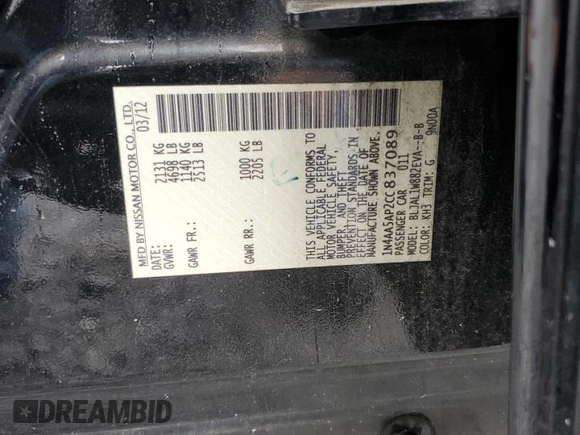 MFD BY NISSAN MOTOR CO., LTD.
DATE: 03/12
GVWR: 2131 KG
4698 LB
GAWR FR.: 1140 KG
2513 LB
GAWR RR.: 1000 KG
2205 LB
THIS VEHICLE CONFORMS TO
ALL APPLICABLE FEDERAL
MOTOR VEHICLE SAFETY,
BUMPER, AND THEFT
PREVENTION STANDARDS IN
EFFECT ON THE DATE OF
MANUFACTURE SHOWN ABOVE.
1N4AA5AP2CC837089
PASSENGER CAR 011
MODEL: BLJALIW8B2EVA--B-B
COLOR: KH3 TRIM: G 9N00A
DREAMBID